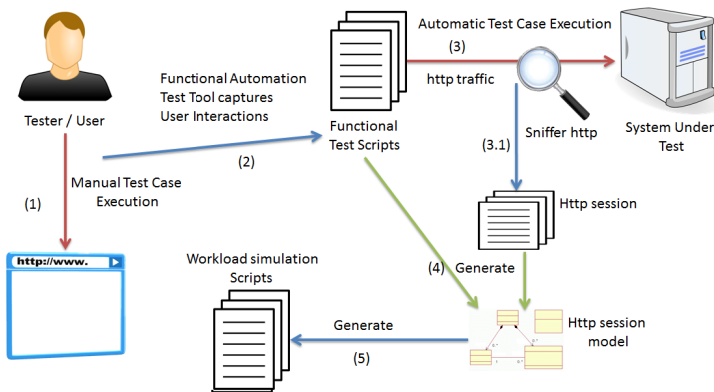 Automatic Test Case Execution
(3)
http traffic
Functional Automation
Test Tool captures
User Interactions
Tester / User
(2)
Functional
Test Scripts
Sniffer http
System Under
Test
(3.1)
(1)
Manual Test Case
Execution
Http session
http://www.
Workload simulation
Scripts
(4)
Generate
Generate
(5)
Http session
model